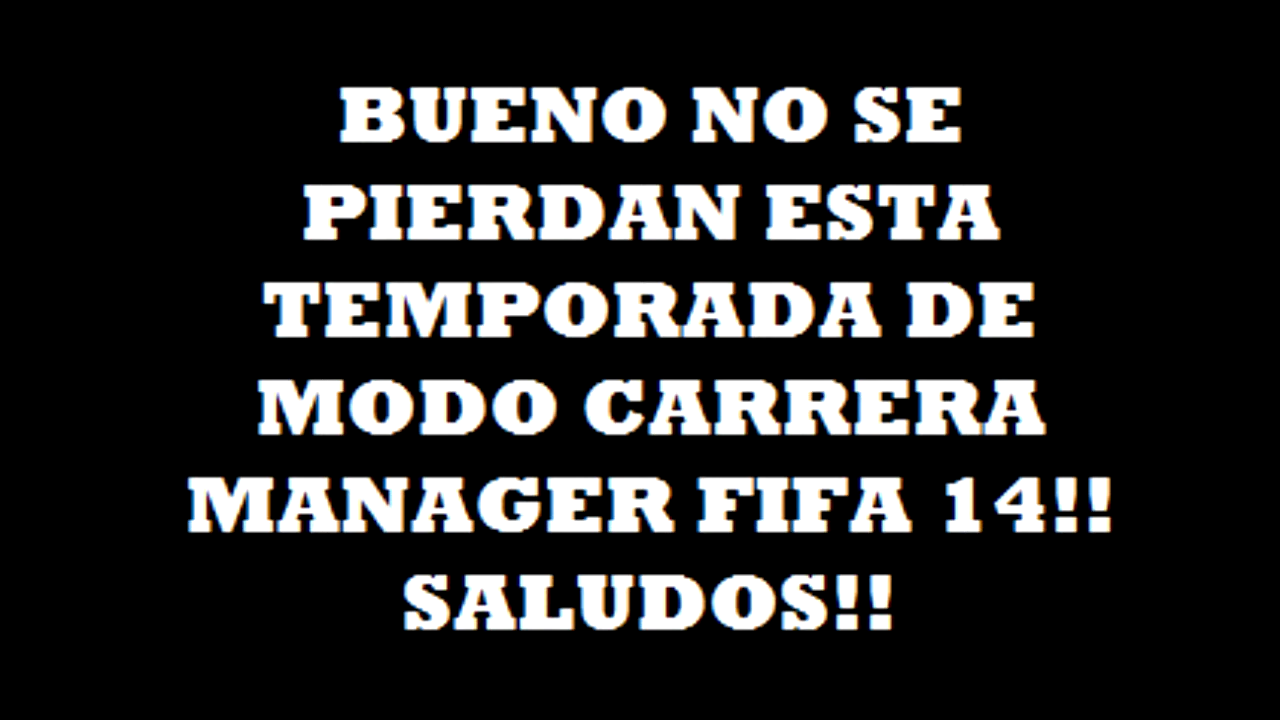 BUENO NO SE
PIERDAN ESTA
TEMPORADA DE
MODO CARRERA
MANAGER FIFA 14!!
SALUDOS!!